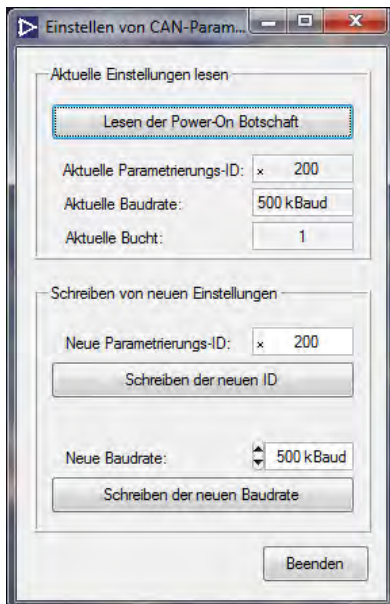 Einstellen von CAN-Param...
Aktuelle Einstellungen lesen
Lesen der Power-On Botschaft
Aktuelle Parametrierungs-ID: x 200
Aktuelle Baudrate: 500 kBaud
Aktuelle Bucht: 1
Schreiben von neuen Einstellungen
Neue Parametrierungs-ID: x 200
Schreiben der neuen ID
Neue Baudrate: 500 kBaud
Schreiben der neuen Baudrate
Beenden